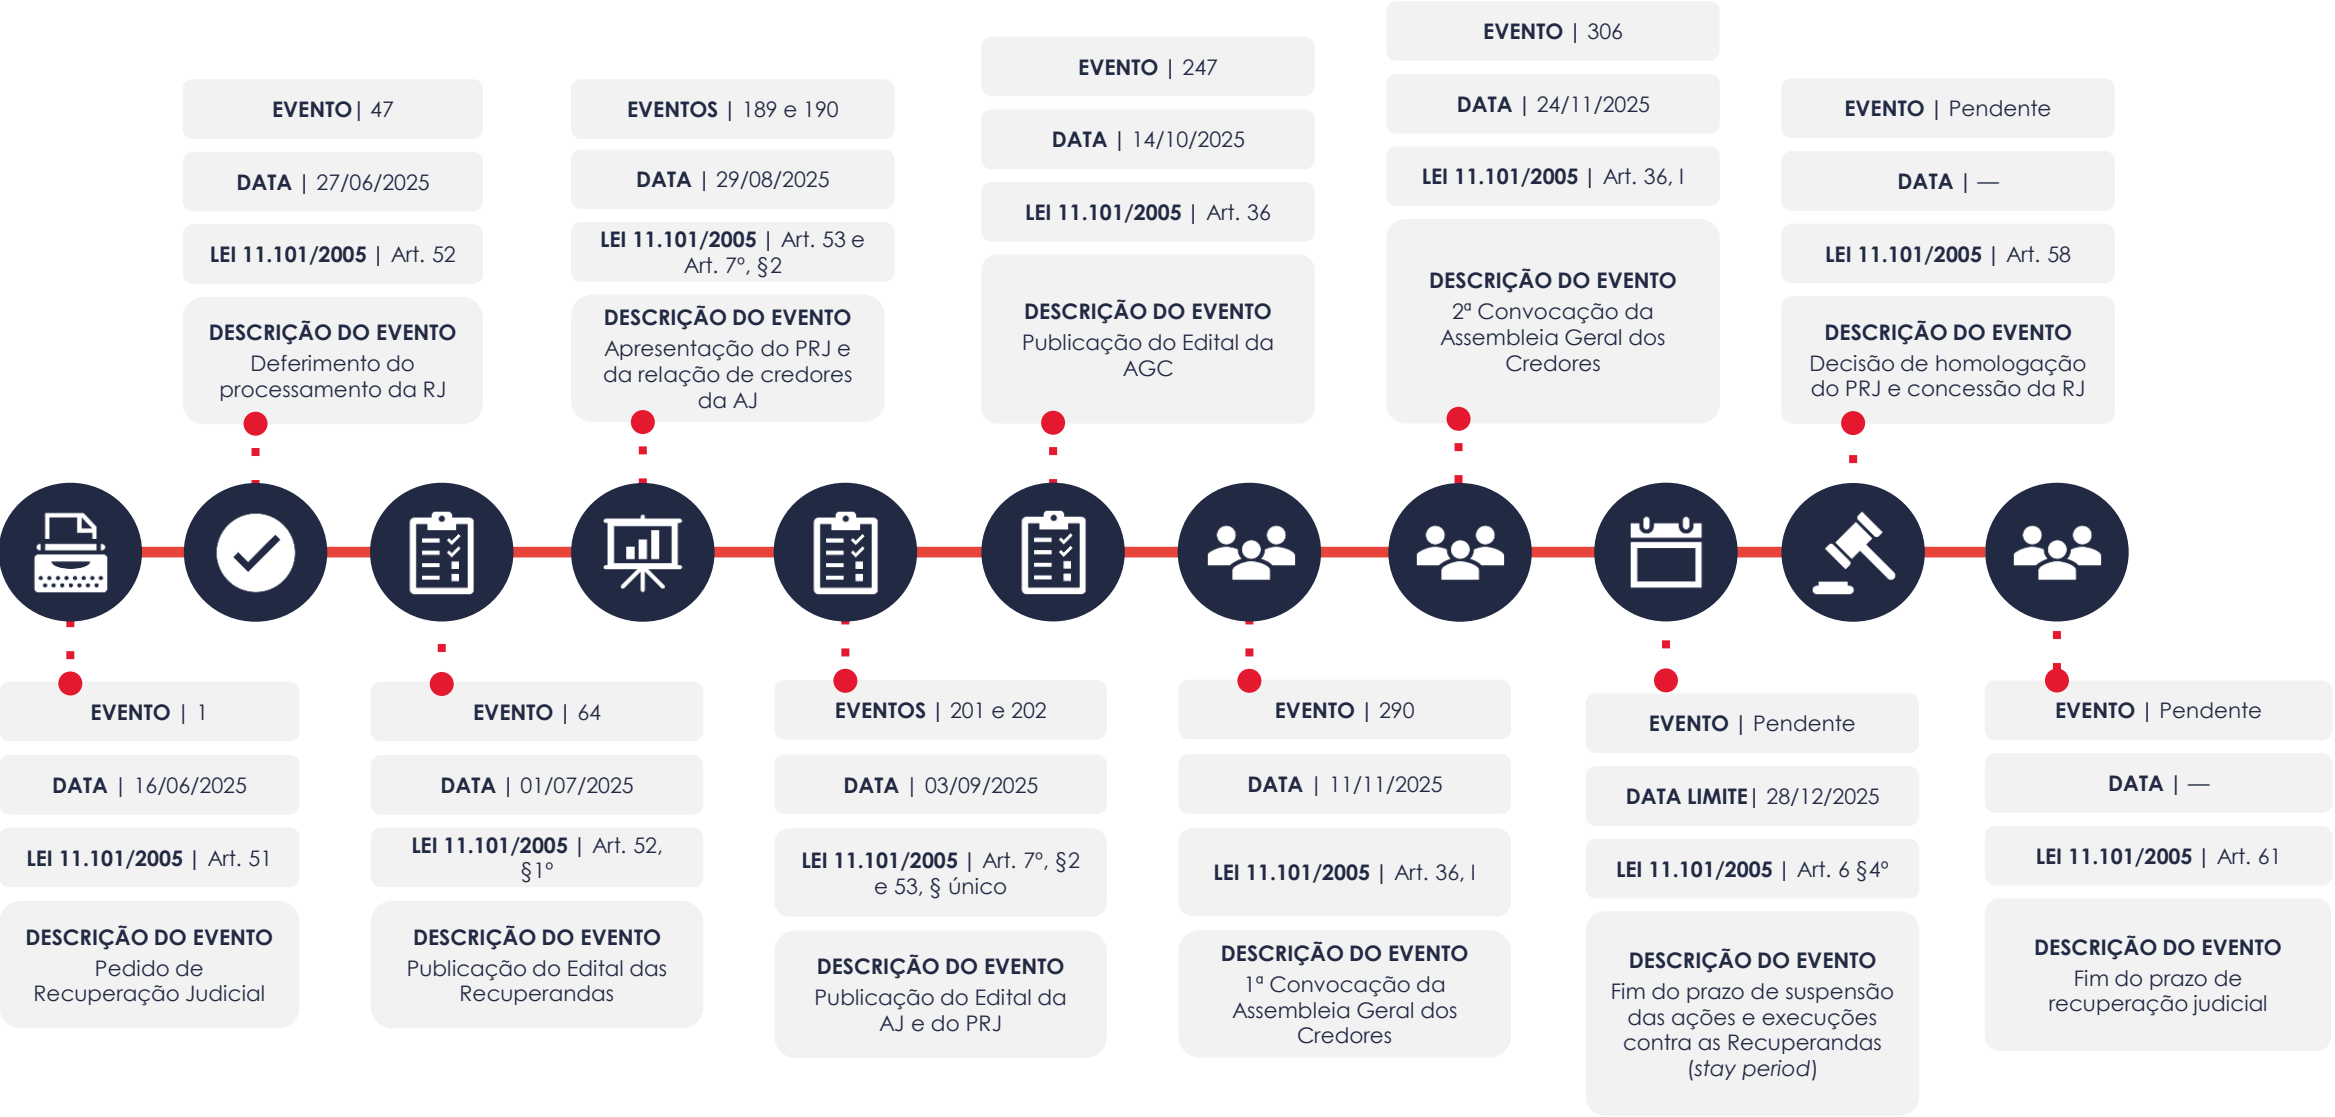 EVENTO | 1
DATA | 16/06/2025
LEI 11.101/2005 | Art. 51
DESCRIÇÃO DO EVENTO
Pedido de
Recuperação Judicial
EVENTO| 47
DATA | 27/06/2025
LEI 11.101/2005 | Art. 52
DESCRIÇÃO DO EVENTO
Deferimento do
processamento da RJ
EVENTO | 64
DATA | 01/07/2025
LEI 11.101/2005 | Art. 52,
§1º
DESCRIÇÃO DO EVENTO
Publicação do Edital das
Recuperandas
EVENTOS | 189 e 190
DATA | 29/08/2025
LEI 11.101/2005 | Art. 53 e
Art. 7º, §2
DESCRIÇÃO DO EVENTO
Apresentação do PRJ e
da relação de credores
da AJ
EVENTOS | 201 e 202
DATA | 03/09/2025
LEI 11.101/2005 | Art. 7º, §2
e 53, § único
DESCRIÇÃO DO EVENTO
Publicação do Edital da
AJ e do PRJ
EVENTO | 247
DATA | 14/10/2025
LEI 11.101/2005 | Art. 36
DESCRIÇÃO DO EVENTO
Publicação do Edital da
AGC
EVENTO | 290
DATA | 11/11/2025
LEI 11.101/2005 | Art. 36, I
DESCRIÇÃO DO EVENTO
1ª Convocação da
Assembleia Geral dos
Credores
EVENTO | 306
DATA | 24/11/2025
LEI 11.101/2005 | Art. 36, I
DESCRIÇÃO DO EVENTO
2ª Convocação da
Assembleia Geral dos
Credores
EVENTO | Pendente
DATA LIMITE| 28/12/2025
LEI 11.101/2005 | Art. 6 §4º
DESCRIÇÃO DO EVENTO
Fim do prazo de suspensão
das ações e execuções
contra as Recuperandas
(stay period)
EVENTO | Pendente
DATA | —
LEI 11.101/2005 | Art. 58
DESCRIÇÃO DO EVENTO
Decisão de homologação
do PRJ e concessão da RJ
EVENTO | Pendente
DATA | —
LEI 11.101/2005 | Art. 61
DESCRIÇÃO DO EVENTO
Fim do prazo de
recuperação judicial